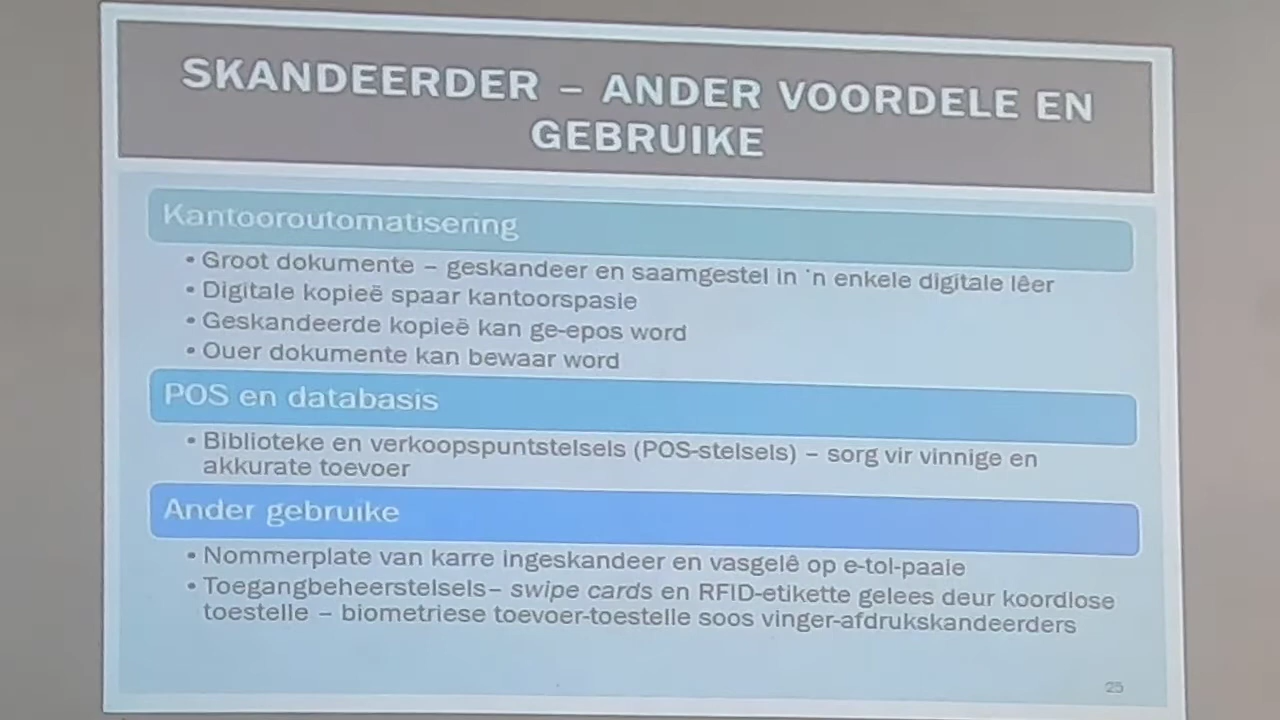 SKANDEERDER – ANDER VOORDELE EN
GEBRUIKE
Kantooroutomatisering
• Groot dokumente – geskandeer en saamgestel in 'n enkele digitale lêer
• Digitale kopieë spaar kantoorspasie
• Geskandeerde kopieë kan ge-epos word
• Ouer dokumente kan bewaar word
POS en databasis
• Biblioteke en verkoopspuntstelsels (POS-stelsels) – sorg vir vinnige en
akkurate toevoer
Ander gebruike
• Nommerplate van karre ingeskandeer en vasgelê op e-tol-paaie
• Toegangbeheerstelsels– swipe cards en RFID-etikette gelees deur koordlose
toestelle – biometriese toevoer-toestelle soos vinger-afdrukskandeerders
25